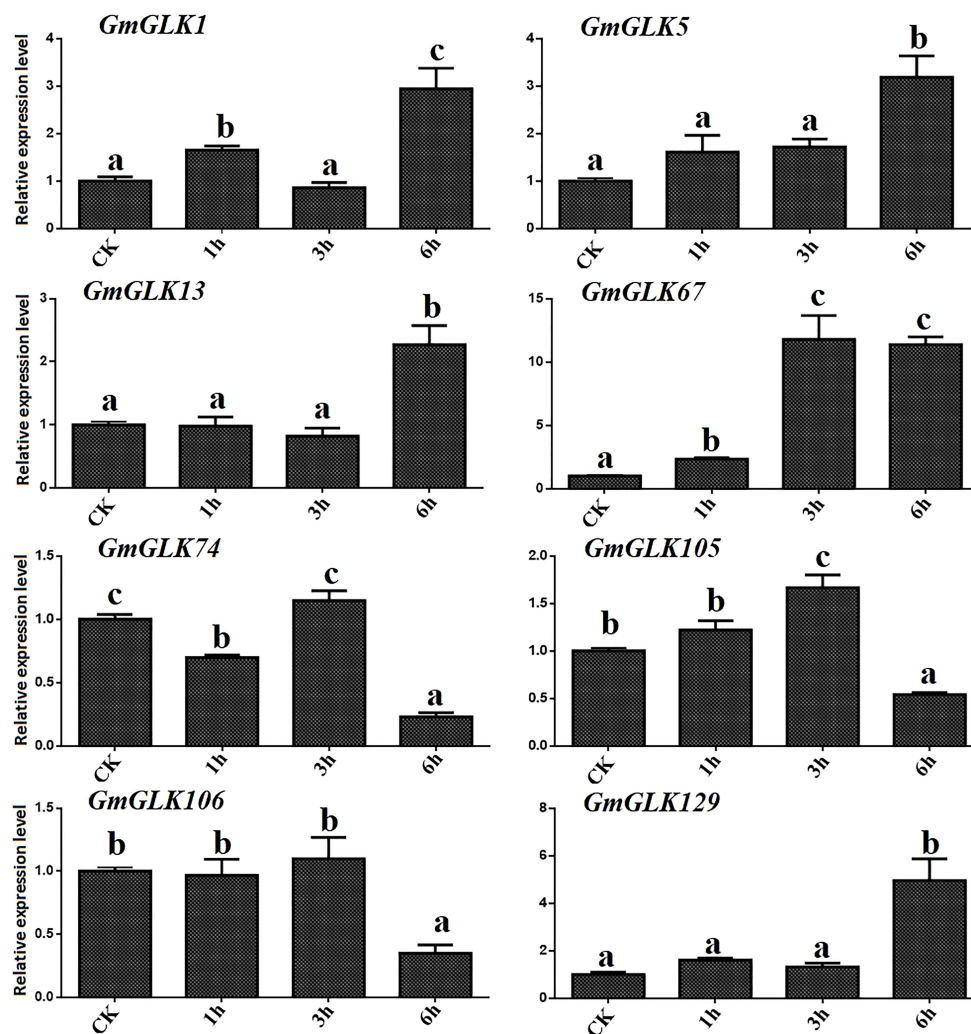 GmGLK1
Relative expression level
4
3
2
1
0
a
b
a
c
CK
1h
3h
6h
GmGLK5
4
3
2
1
0
a
a
a
b
CK
1h
3h
6h
GmGLK13
Relative expression level
3
2
1
0
a
a
a
b
CK
1h
3h
6h
GmGLK67
15
10
5
0
a
b
c
c
CK
1h
3h
6h
GmGLK74
Relative expression level
1.5
1.0
0.5
0.0
c
b
c
a
CK
1h
3h
6h
GmGLK105
2.0
1.5
1.0
0.5
0.0
b
b
c
a
CK
1h
3h
6h
GmGLK106
Relative expression level
1.5
1.0
0.5
0.0
b
b
b
a
CK
1h
3h
6h
GmGLK129
8
6
4
2
0
a
a
a
b
CK
1h
3h
6h